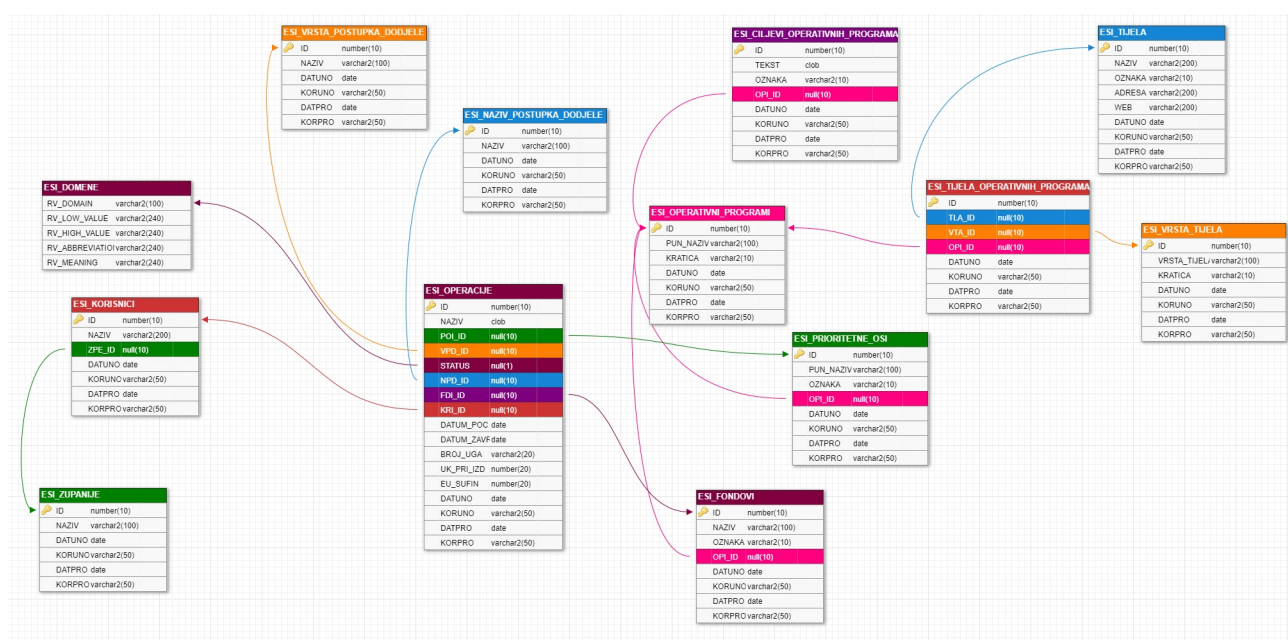 ESI_VRSTA_POSTUPKA_DODJELE
ID number(10)
NAZIV varchar2(100)
DATUNO date
KORUNO varchar2(50)
DATPRO date
KORPRO varchar2(50)
ESI_CILJEVI_OPERATIVNIH_PROGRAMA
ID number(10)
TEKST clob
OZNAKA varchar2(10)
OPI_ID null(10)
DATUNO date
KORUNO varchar2(50)
DATPRO date
KORPRO varchar2(50)
ESI_TIJELA
ID number(10)
NAZIV varchar2(200)
OZNAKA varchar2(10)
ADRESA varchar2(200)
WEB varchar2(200)
DATUNO date
KORUNO varchar2(50)
DATPRO date
KORPRO varchar2(50)
ESI_NAZIV_POSTUPKA_DODJELE
ID number(10)
NAZIV varchar2(100)
DATUNO date
KORUNO varchar2(50)
DATPRO date
KORPRO varchar2(50)
ESI_DOMENE
RV_DOMAIN varchar2(100)
RV_LOW_VALUE varchar2(240)
RV_HIGH_VALUE varchar2(240)
RV_ABBREVIATIO varchar2(240)
RV_MEANING varchar2(240)
ESI_OPERATIVNI_PROGRAMI
ID number(10)
PUN_NAZIV varchar2(100)
KRATICA varchar2(10)
DATUNO date
KORUNO varchar2(50)
DATPRO date
KORPRO varchar2(50)
ESI_TIJELA_OPERATIVNIH_PROGRAMA
ID number(10)
TLA_ID null(10)
VTA_ID null(10)
OPI_ID null(10)
DATUNO date
KORUNO varchar2(50)
DATPRO date
KORPRO varchar2(50)
ESI_VRSTA_TIJELA
ID number(10)
VRSTA_TIJEL varchar2(100)
KRATICA varchar2(10)
DATUNO date
KORUNO varchar2(50)
DATPRO date
KORPRO varchar2(50)
ESI_KORISNICI
ID number(10)
NAZIV varchar2(200)
ZPE_ID null(10)
DATUNO date
KORUNO varchar2(50)
DATPRO date
KORPRO varchar2(50)
ESI_OPERACIJE
ID number(10)
NAZIV clob
POI_ID null(10)
VPD_ID null(10)
STATUS null(1)
NPD_ID null(10)
FDI_ID null(10)
KRI_ID null(10)
DATUM_POC date
DATUM_ZAVR date
BROJ_UGA varchar2(20)
UK_PRI_IZD number(20)
EU_SUFIN number(20)
DATUNO date
KORUNO varchar2(50)
DATPRO date
KORPRO varchar2(50)
ESI_PRIORITETNE_OSI
ID number(10)
PUN_NAZIV varchar2(100)
OZNAKA varchar2(10)
OPI_ID null(10)
DATUNO date
KORUNO varchar2(50)
DATPRO date
KORPRO varchar2(50)
ESI_ZUPANIJE
ID number(10)
NAZIV varchar2(100)
DATUNO date
KORUNO varchar2(50)
DATPRO date
KORPRO varchar2(50)
ESI_FONDOVI
ID number(10)
NAZIV varchar2(100)
OZNAKA varchar2(10)
OPI_ID null(10)
DATUNO date
KORUNO varchar2(50)
DATPRO date
KORPRO varchar2(50)